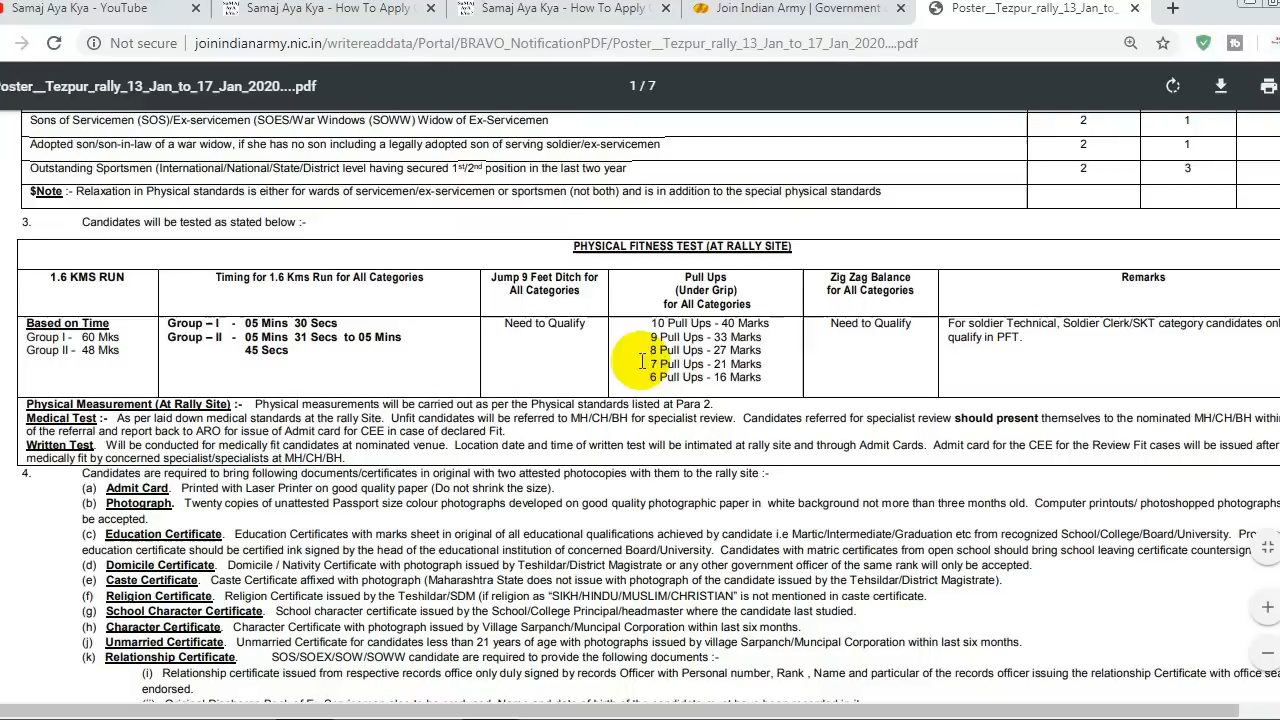 Samaj Aya Kya - YouTube
Samaj Aya Kya - How To Apply
Samaj Aya Kya - How To Apply
Join Indian Army | Government
Poster__Tezpur_rally_13_Jan_to_
Not secure
joinindianarmy.nic.in/writereaddata/Portal/BRAVO_NotificationPDF/Poster__Tezpur_rally_13_Jan_to_17_Jan_2020....pdf
oster__Tezpur_rally_13_Jan_to_17_Jan_2020....pdf
1 / 7
Sons of Servicemen (SOS)/Ex-servicemen (SOES/War Windows (SOWW) Widow of Ex-Servicemen 2 1
Adopted son/son-in-law of a war widow, if she has no son including a legally adopted son of serving soldier/ex-servicemen 2 1
Outstanding Sportsmen (International/National/State/District level having secured 1st/2nd position in the last two year 2 3
$Note :- Relaxation in Physical standards is either for wards of servicemen/ex-servicemen or sportsmen (not both) and is in addition to the special physical standards
3. Candidates will be tested as stated below :-
PHYSICAL FITNESS TEST (AT RALLY SITE)
1.6 KMS RUN
Timing for 1.6 Kms Run for All Categories
Jump 9 Feet Ditch for
All Categories
Pull Ups
(Under Grip)
for All Categories
Zig Zag Balance
for All Categories
Remarks
Based on Time
Group I - 60 Mks
Group II - 48 Mks
Group – I - 05 Mins 30 Secs
Group – II - 05 Mins 31 Secs to 05 Mins
45 Secs
Need to Qualify
10 Pull Ups - 40 Marks
9 Pull Ups - 33 Marks
8 Pull Ups - 27 Marks
7 Pull Ups - 21 Marks
6 Pull Ups - 16 Marks
Need to Qualify
For soldier Technical, Soldier Clerk/SKT category candidates onl
qualify in PFT.
Physical Measurement (At Rally Site) :- Physical measurements will be carried out as per the Physical standards listed at Para 2.
Medical Test :- As per laid down medical standards at the rally Site. Unfit candidates will be referred to MH/CH/BH for specialist review. Candidates referred for specialist review should present themselves to the nominated MH/CH/BH within
of the referral and report back to ARO for issue of Admit card for CEE in case of declared Fit.
Written Test. Will be conducted for medically fit candidates at nominated venue. Location date and time of written test will be intimated at rally site and through Admit Cards. Admit card for the CEE for the Review Fit cases will be issued after
medically fit by concerned specialist/specialists at MH/CH/BH.
4. Candidates are required to bring following documents/certificates in original with two attested photocopies with them to the rally site :-
(a) Admit Card. Printed with Laser Printer on good quality paper (Do not shrink the size).
(b) Photograph. Twenty copies of unattested Passport size colour photographs developed on good quality photographic paper in white background not more than three months old. Computer printouts/ photoshopped photographs
be accepted.
(c) Education Certificate. Education Certificates with marks sheet in original of all educational qualifications achieved by candidate i.e Martic/Intermediate/Graduation etc from recognized School/College/Board/University. Pro
education certificate should be certified ink signed by the head of the educational institution of concerned Board/University. Candidates with matric certificates from open school should bring school leaving certificate countersign
(d) Domicile Certificate. Domicile / Nativity Certificate with photograph issued by Teshildar/District Magistrate or any other government officer of the same rank will only be accepted.
(e) Caste Certificate. Caste Certificate affixed with photograph (Maharashtra State does not issue with photograph of the candidate issued by the Tehsildar/District Magistrate).
(f) Religion Certificate. Religion Certificate issued by the Teshildar/SDM (if religion as “SIKH/HINDU/MUSLIM/CHRISTIAN” is not mentioned in caste certificate.
(g) School Character Certificate. School character certificate issued by the School/College Principal/headmaster where the candidate last studied.
(h) Character Certificate. Character Certificate with photograph issued by Village Sarpanch/Muncipal Corporation within last six months.
(j) Unmarried Certificate. Unmarried Certificate for candidates less than 21 years of age with photographs issued by village Sarpanch/Muncipal Corporation within last six months.
(k) Relationship Certificate. SOS/SOEX/SOW/SOWW candidate are required to provide the following documents :-
(i) Relationship certificate issued from respective records office only duly signed by records Officer with Personal number, Rank , Name and particular of the records officer issuing the relationship Certificate with office sea
endorsed.